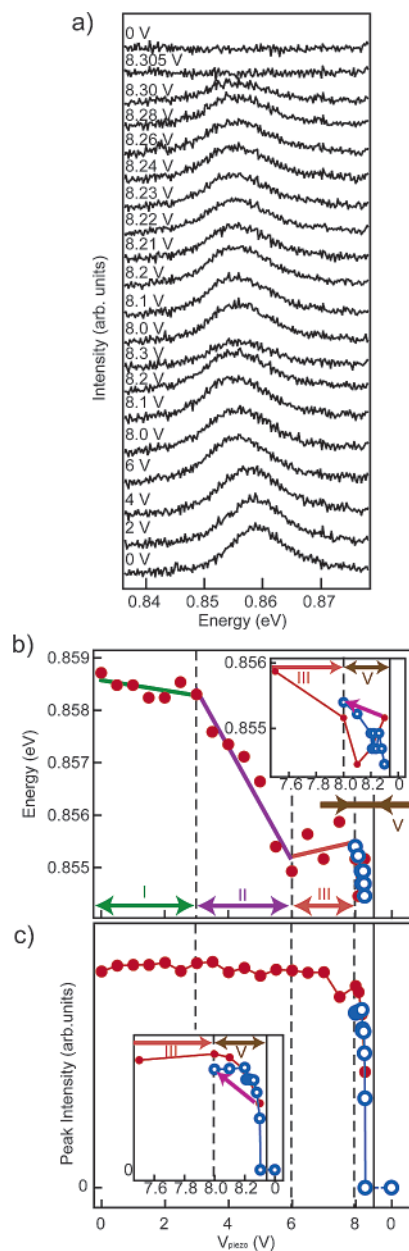 a)
0 V
8.305 V
8.30 V
8.28 V
8.26 V
8.24 V
8.23 V
8.22 V
8.21 V
8.2 V
8.1 V
8.0 V
8.3 V
8.2 V
8.1 V
8.0 V
6 V
4 V
2 V
0 V
Intensity (arb. units)
0.84 0.85 0.86 0.87
Energy (eV)
b)
0.859
0.858
0.857
0.856
0.855
Energy (eV)
0.856
0.855
III V
7.6 7.8 8.0 8.2 0
V
I II III
c)
Peak Intensity (arb.units)
0
III V
0
7.6 7.8 8.0 8.2 0
0 2 4 6 8 0
Vpiezo (V)